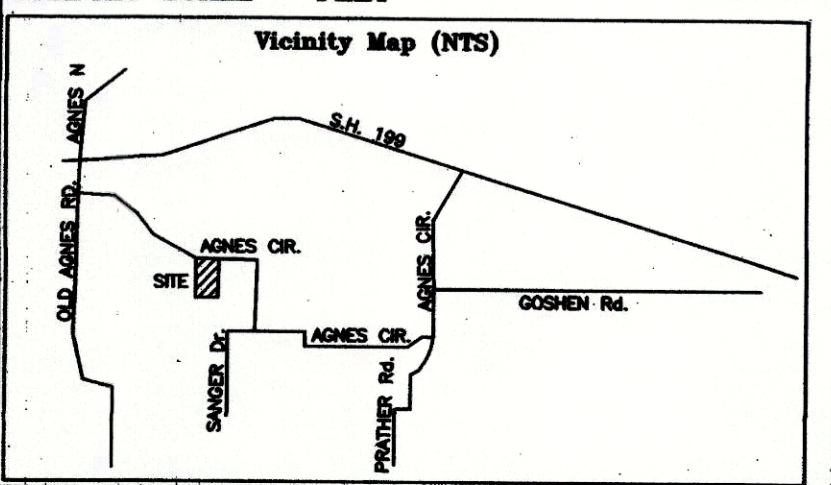 Vicinity Map (NTS)
AGNES N
S.H. 199
OLD AGNES RD.
AGNES CIR.
SITE
AGNES CIR.
GOSHEN Rd.
AGNES CIR.
SANGER Dr.
PRATHER Rd.